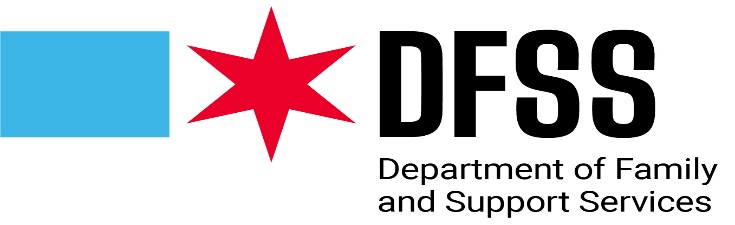 DFSS
Department of Family
and Support Services